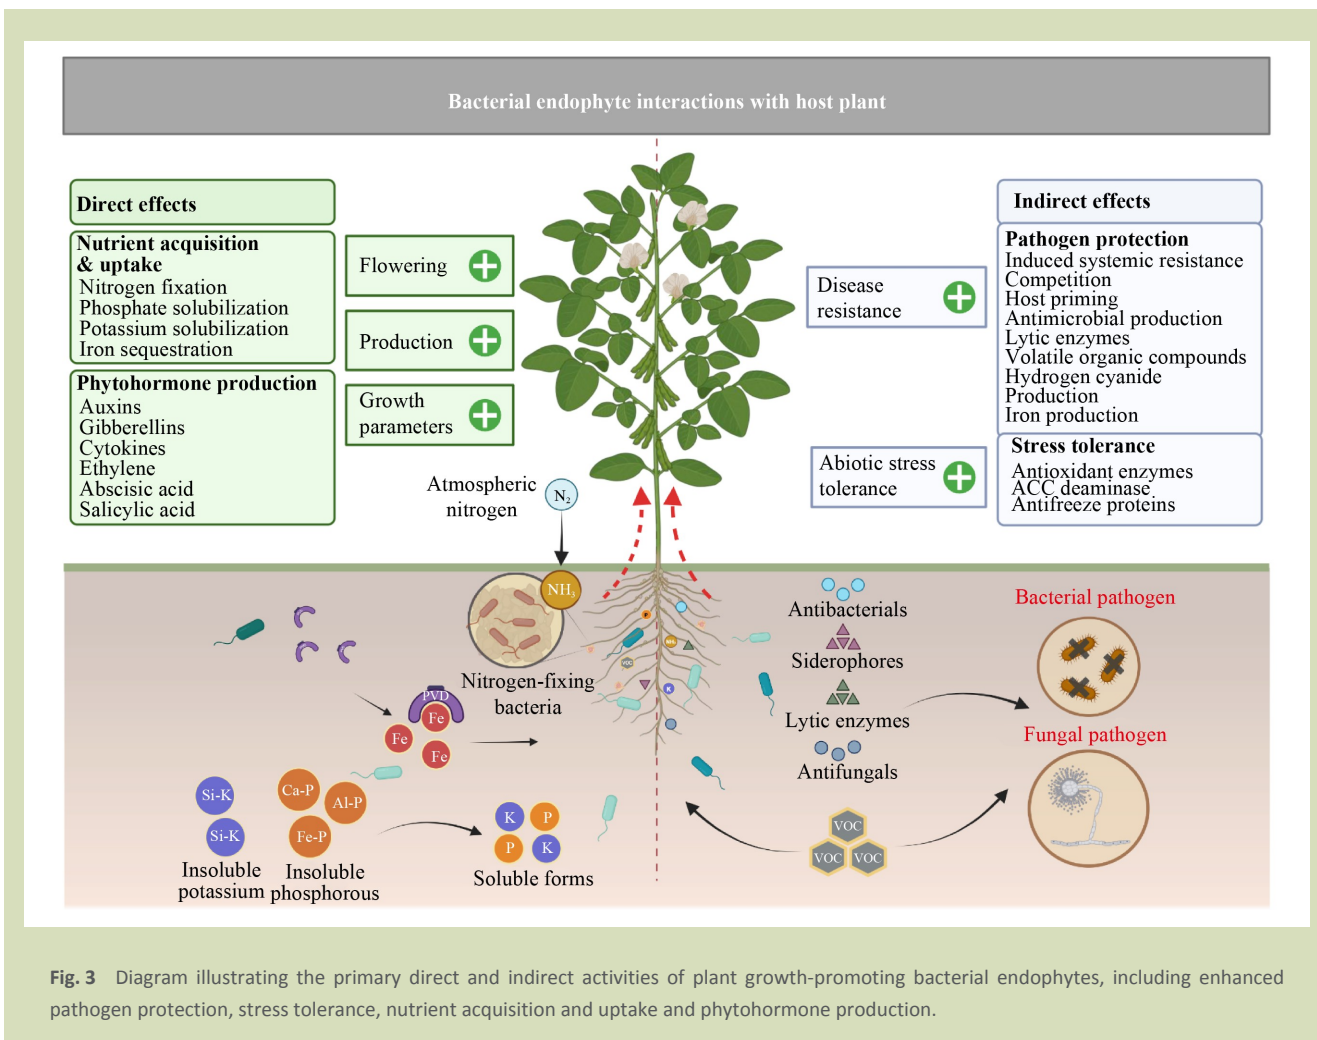 Bacterial endophyte interactions with host plant
Direct effects
Nutrient acquisition
& uptake
Nitrogen fixation
Phosphate solubilization
Potassium solubilization
Iron sequestration
Phytohormone production
Auxins
Gibberellins
Cytokines
Ethylene
Abscisic acid
Salicylic acid
Flowering
Production
Growth
parameters
Atmospheric
nitrogen
N2
NH3
Nitrogen-fixing
bacteria
PVD
Fe
Fe
Fe
Si-K
Si-K
Insoluble
potassium
Ca-P
Al-P
Fe-P
Insoluble
phosphorous
K
P
P
K
Soluble forms
P
NH3
VOC
K
Indirect effects
Pathogen protection
Induced systemic resistance
Competition
Host priming
Antimicrobial production
Lytic enzymes
Volatile organic compounds
Hydrogen cyanide
Production
Iron production
Stress tolerance
Antioxidant enzymes
ACC deaminase
Antifreeze proteins
Disease
resistance
Abiotic stress
tolerance
Antibacterials
Siderophores
Lytic enzymes
Antifungals
VOC
VOC
VOC
Bacterial pathogen
Fungal pathogen
Fig. 3 Diagram illustrating the primary direct and indirect activities of plant growth-promoting bacterial endophytes, including enhanced
pathogen protection, stress tolerance, nutrient acquisition and uptake and phytohormone production.